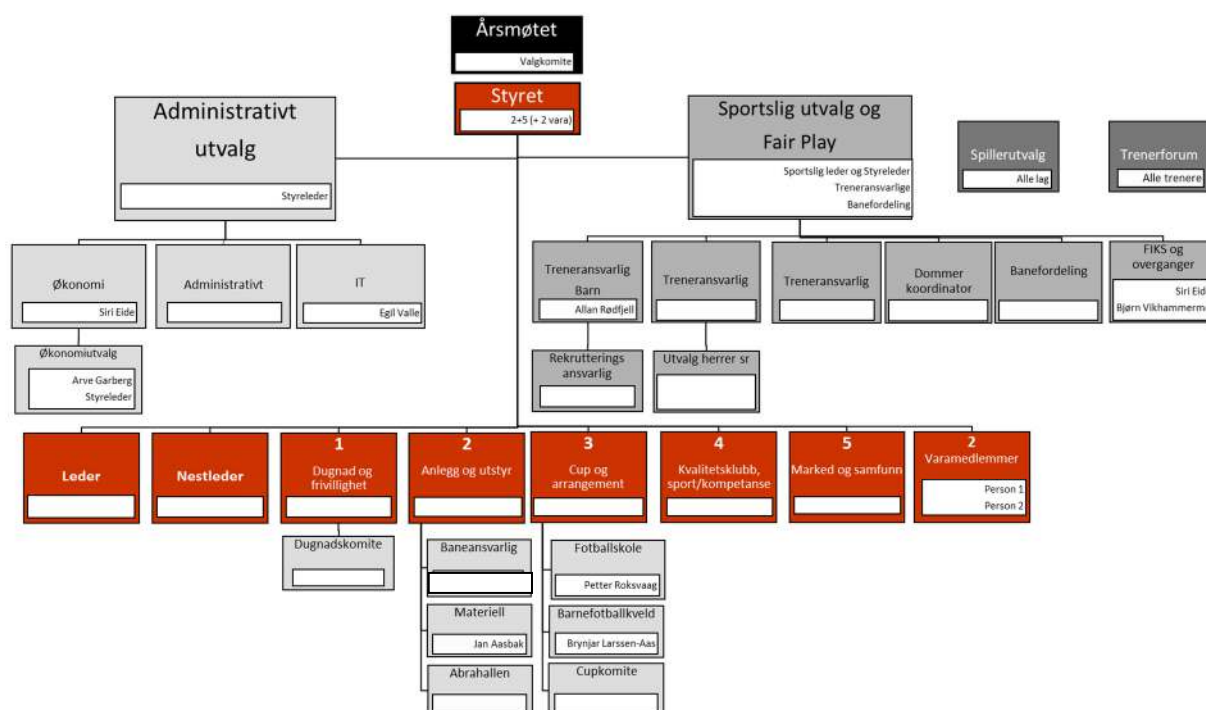 Årsmøtet
Valgkomite
Styret
2+5 (+ 2 vara)
Administrativt
utvalg
Styreleder
Sportslig utvalg og
Fair Play
Sportslig leder og Styreleder
Treneransvarlige
Banefordeling
Spillerutvalg
Alle lag
Trenerforum
Alle trenere
Økonomi
Siri Eide
Administrativt
IT
Egil Valle
Økonomiutvalg
Arve Garberg
Styreleder
Treneransvarlig
Barn
Allan Rødfjell
Treneransvarlig
Treneransvarlig
Dommer
koordinator
Banefordeling
FIKS og
overganger
Siri Eid
Bjørn Vikhammerm
Rekrutterings
ansvarlig
Utvalg herrer sr
Leder
Nestleder
1
Dugnad og
frivillighet
2
Anlegg og utstyr
3
Cup og
arrangement
4
Kvalitetsklubb,
sport/kompetanse
5
Marked og samfunn
2
Varamedlemmer
Person 1
Person 2
Dugnadskomite
Baneansvarlig
Materiell
Jan Aasbak
Abrahallen
Fotballskole
Petter Roksvaag
Barnefotballkveld
Brynjar Larssen-Aas
Cupkomite